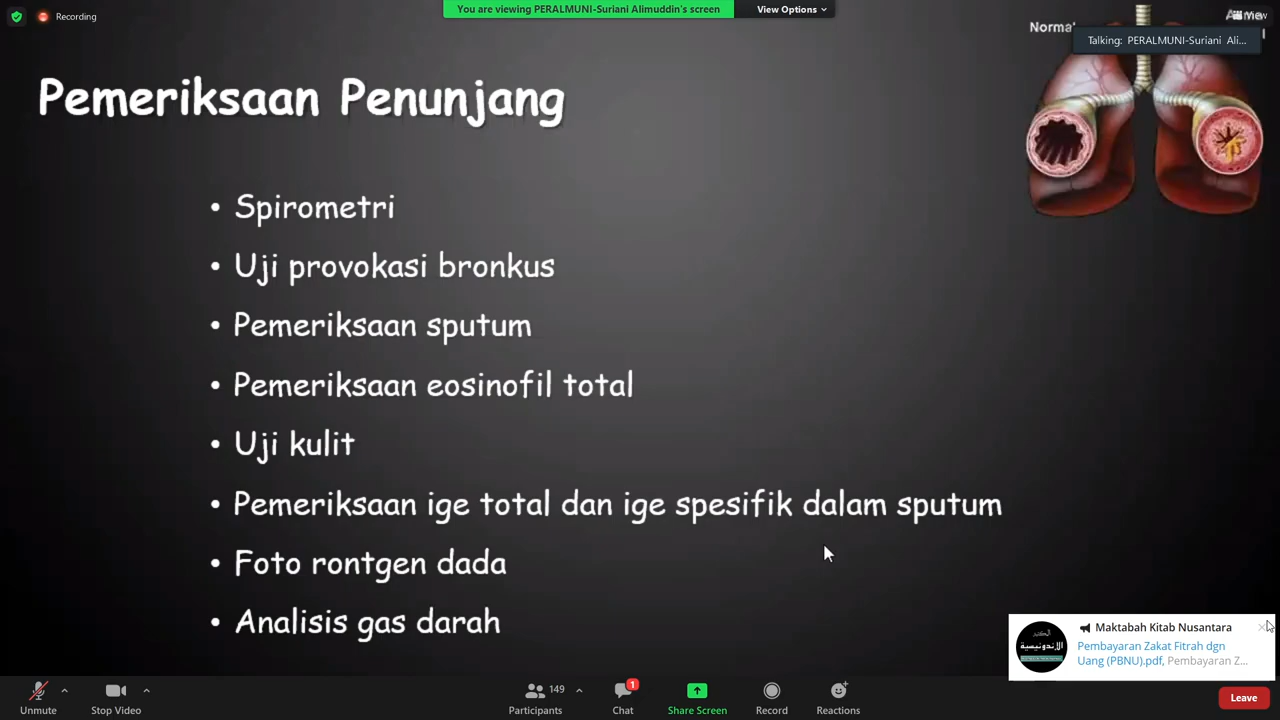 Recording
You are viewing PERALMUNI-Suriani Alimuddin's screen
View Options
View
Normal
Talking: PERALMUNI-Suriani Ali...
Pemeriksaan Penunjang
• Spirometri
• Uji provokasi bronkus
• Pemeriksaan sputum
• Pemeriksaan eosinofil total
• Uji kulit
• Pemeriksaan ige total dan ige spesifik dalam sputum
• Foto rontgen dada
• Analisis gas darah
Maktabah Kitab Nusantara
Pembayaran Zakat Fitrah dgn
Uang (PBNU).pdf, Pembayaran Z...
Unmute
Stop Video
149
Participants
1
Chat
Share Screen
Record
Reactions
Leave